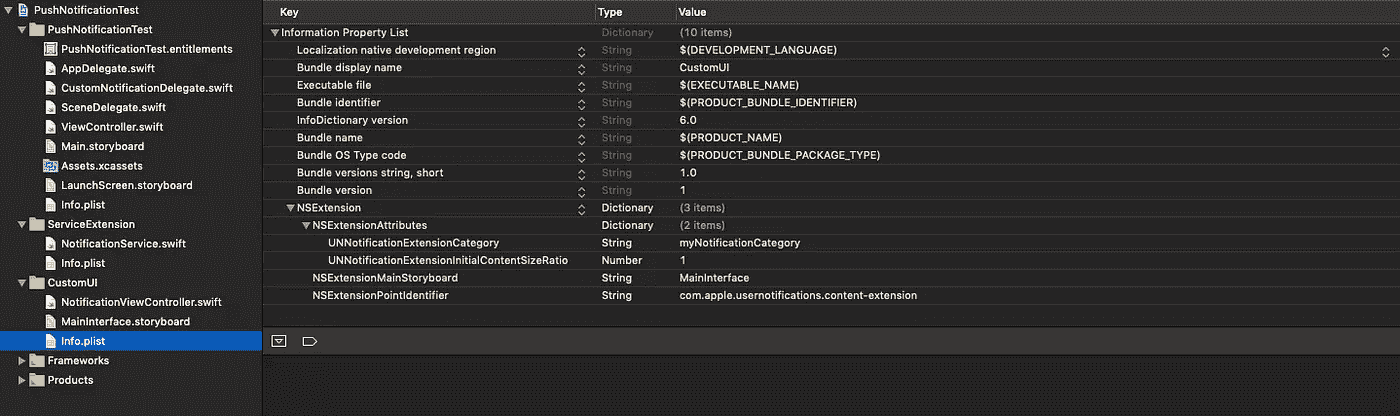 PushNotificationTest
PushNotificationTest
PushNotificationTest.entitlements
AppDelegate.swift
CustomNotificationDelegate.swift
SceneDelegate.swift
ViewController.swift
Main.storyboard
Assets.xcassets
LaunchScreen.storyboard
Info.plist
ServiceExtension
NotificationService.swift
Info.plist
CustomUI
NotificationViewController.swift
MainInterface.storyboard
Info.plist
Frameworks
Products
Key Type Value
Information Property List Dictionary (10 items)
Localization native development region String $(DEVELOPMENT_LANGUAGE)
Bundle display name String CustomUI
Executable file String $(EXECUTABLE_NAME)
Bundle identifier String $(PRODUCT_BUNDLE_IDENTIFIER)
InfoDictionary version String 6.0
Bundle name String $(PRODUCT_NAME)
Bundle OS Type code String $(PRODUCT_BUNDLE_PACKAGE_TYPE)
Bundle versions string, short String 1.0
Bundle version String 1
NSExtension Dictionary (3 items)
NSExtensionAttributes Dictionary (2 items)
UNNotificationExtensionCategory String myNotificationCategory
UNNotificationExtensionInitialContentSizeRatio Number 1
NSExtensionMainStoryboard String MainInterface
NSExtensionPointIdentifier String com.apple.usernotifications.content-extension